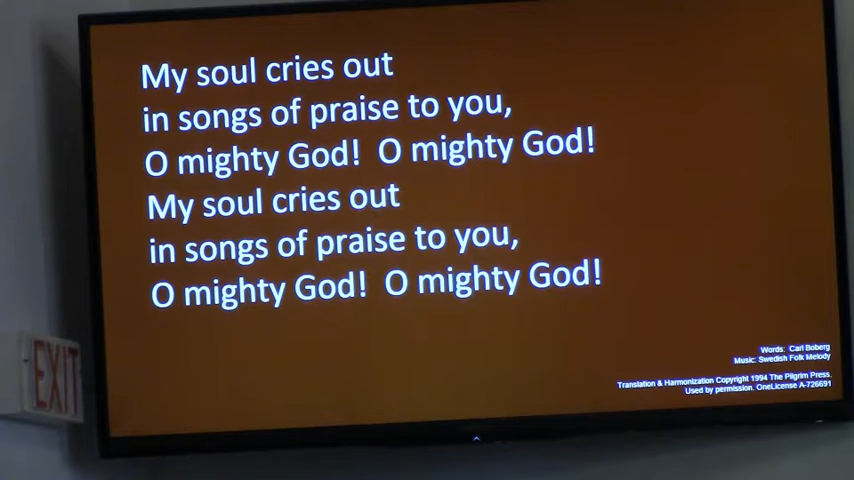 My soul cries out
in songs of praise to you,
O mighty God!  O mighty God!
My soul cries out
in songs of praise to you,
O mighty God!  O mighty God!
Words:  Carl Boberg
Music: Swedish Folk Melody
Translation & Harmonization Copyright 1994 The Pilgrim Press.
Used by permission. OneLicense A-726691
EXIT